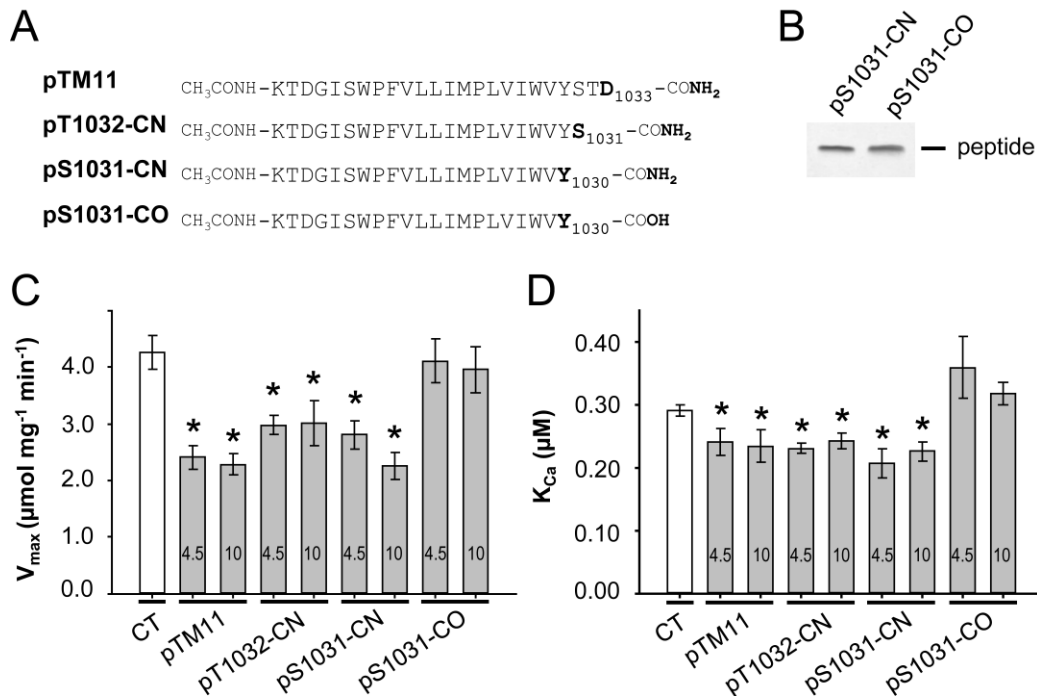 A
pTM11 CH₃CONH–KTDGISWPFVLLIMPLVIWVYSTD₁₀₃₃–CONH₂
pT1032-CN CH₃CONH–KTDGISWPFVLLIMPLVIWVYS₁₀₃₁–CONH₂
pS1031-CN CH₃CONH–KTDGISWPFVLLIMPLVIWVY₁₀₃₀–CONH₂
pS1031-CO CH₃CONH–KTDGISWPFVLLIMPLVIWVY₁₀₃₀–COOH
B
pS1031-CN
pS1031-CO
peptide
C
Vmax (µmol mg⁻¹ min⁻¹)
4.0
3.0
2.0
1.0
0.0
* * * * * *
4.5 10 4.5 10 4.5 10 4.5 10
CT pTM11 pT1032-CN pS1031-CN pS1031-CO
D
KCa (µM)
0.40
0.30
0.20
0.10
0.00
* * * * * *
4.5 10 4.5 10 4.5 10 4.5 10
CT pTM11 pT1032-CN pS1031-CN pS1031-CO